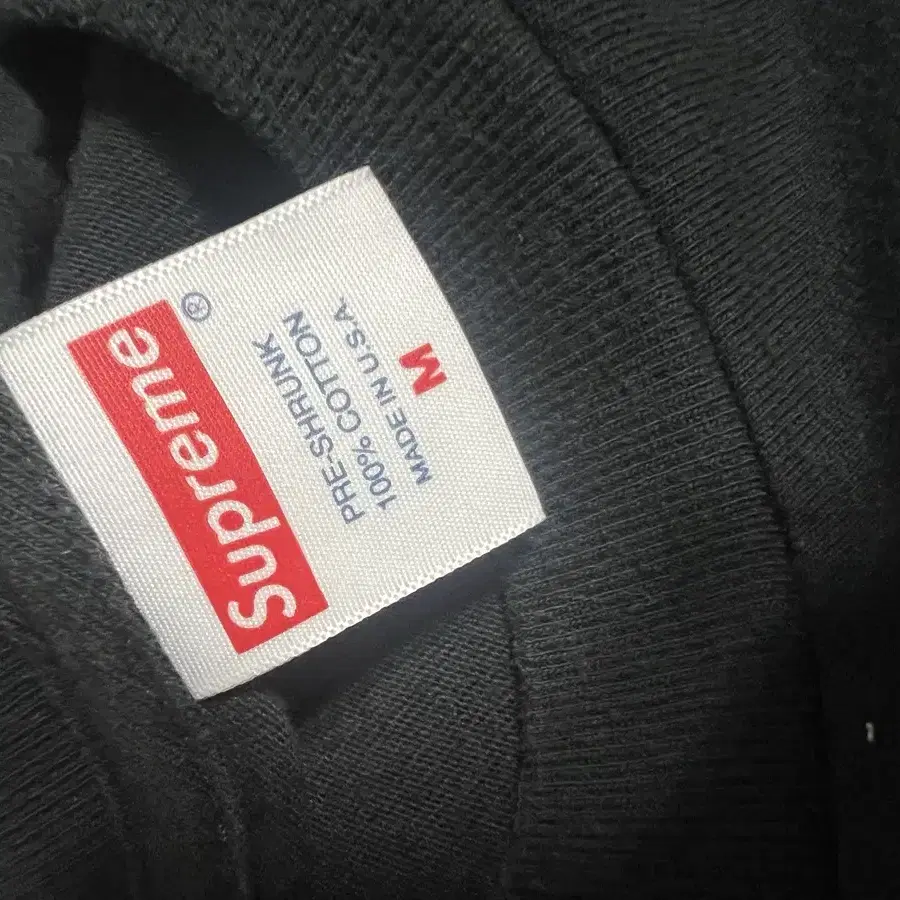 Supreme®
PRE-SHRUNK
100% COTTON
MADE IN U.S.A.
M